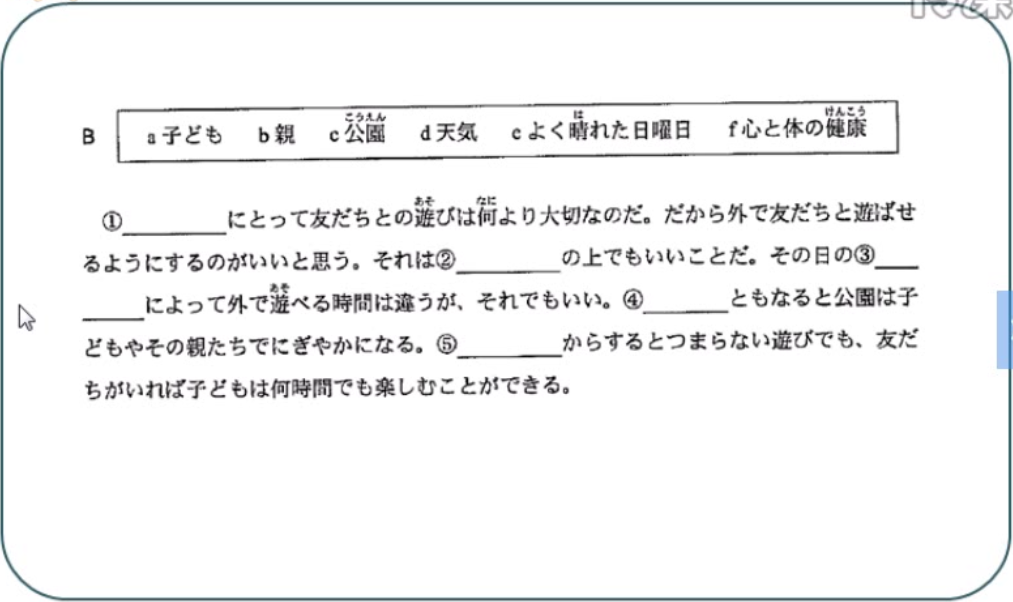 B a 子ども b 親 c 公園 d 天気 e よく晴れた日曜日 f 心と体の健康
こうえん は けんこう
①＿＿＿＿＿にとって友だちとの遊びは何より大切なのだ。だから外で友だちと遊ばせ
あそ なに
るようにするのがいいと思う。それは②＿＿＿＿＿の上でもいいことだ。その日の③＿＿
＿＿＿によって外で遊べる時間は違うが、それでもいい。④＿＿＿＿ともなると公園は子
あそ
どもやその親たちでにぎやかになる。⑤＿＿＿＿＿からするとつまらない遊びでも、友だ
ちがいれば子どもは何時間でも楽しむことができる。